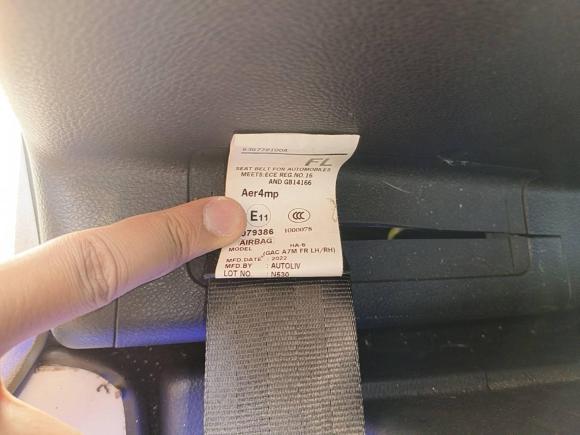 FL
SEAT BELT FOR AUTOMOBILES
MEETS:ECE REG.NO.16
AND GB14166
Aer4mp
E11 CCC
079386 1000078
AIRBAG
MODEL HA-6
(GAC A7M FR LH/RH)
MFD.DATE : 2022
MFD.BY : AUTOLIV
LOT NO. : N530